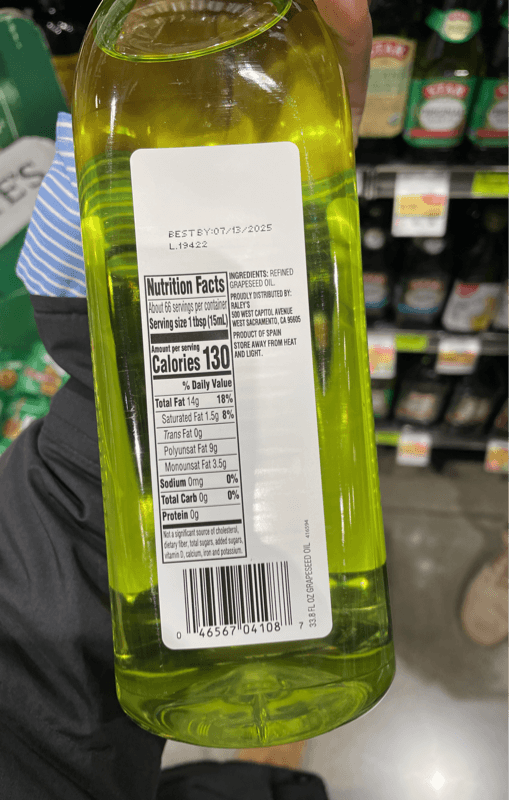 BEST BY:07/13/2025
L.19422
Nutrition Facts
About 66 servings per container
Serving size 1 tbsp (15mL)
Amount per serving
Calories 130
% Daily Value
Total Fat 14g 18%
Saturated Fat 1.5g 8%
Trans Fat 0g
Polyunsat Fat 9g
Monounsat Fat 3.5g
Sodium 0mg 0%
Total Carb 0g 0%
Protein 0g
Not a significant source of cholesterol,
dietary fiber, total sugars, added sugars,
vitamin D, calcium, iron and potassium.
INGREDIENTS: REFINED
GRAPESEED OIL.
PROUDLY DISTRIBUTED BY:
RALEY'S
500 WEST CAPITOL AVENUE
WEST SACRAMENTO, CA 95605
PRODUCT OF SPAIN
STORE AWAY FROM HEAT
AND LIGHT.
33.8 FL OZ GRAPESEED OIL
0 46567 04108 7
STAR
STAR